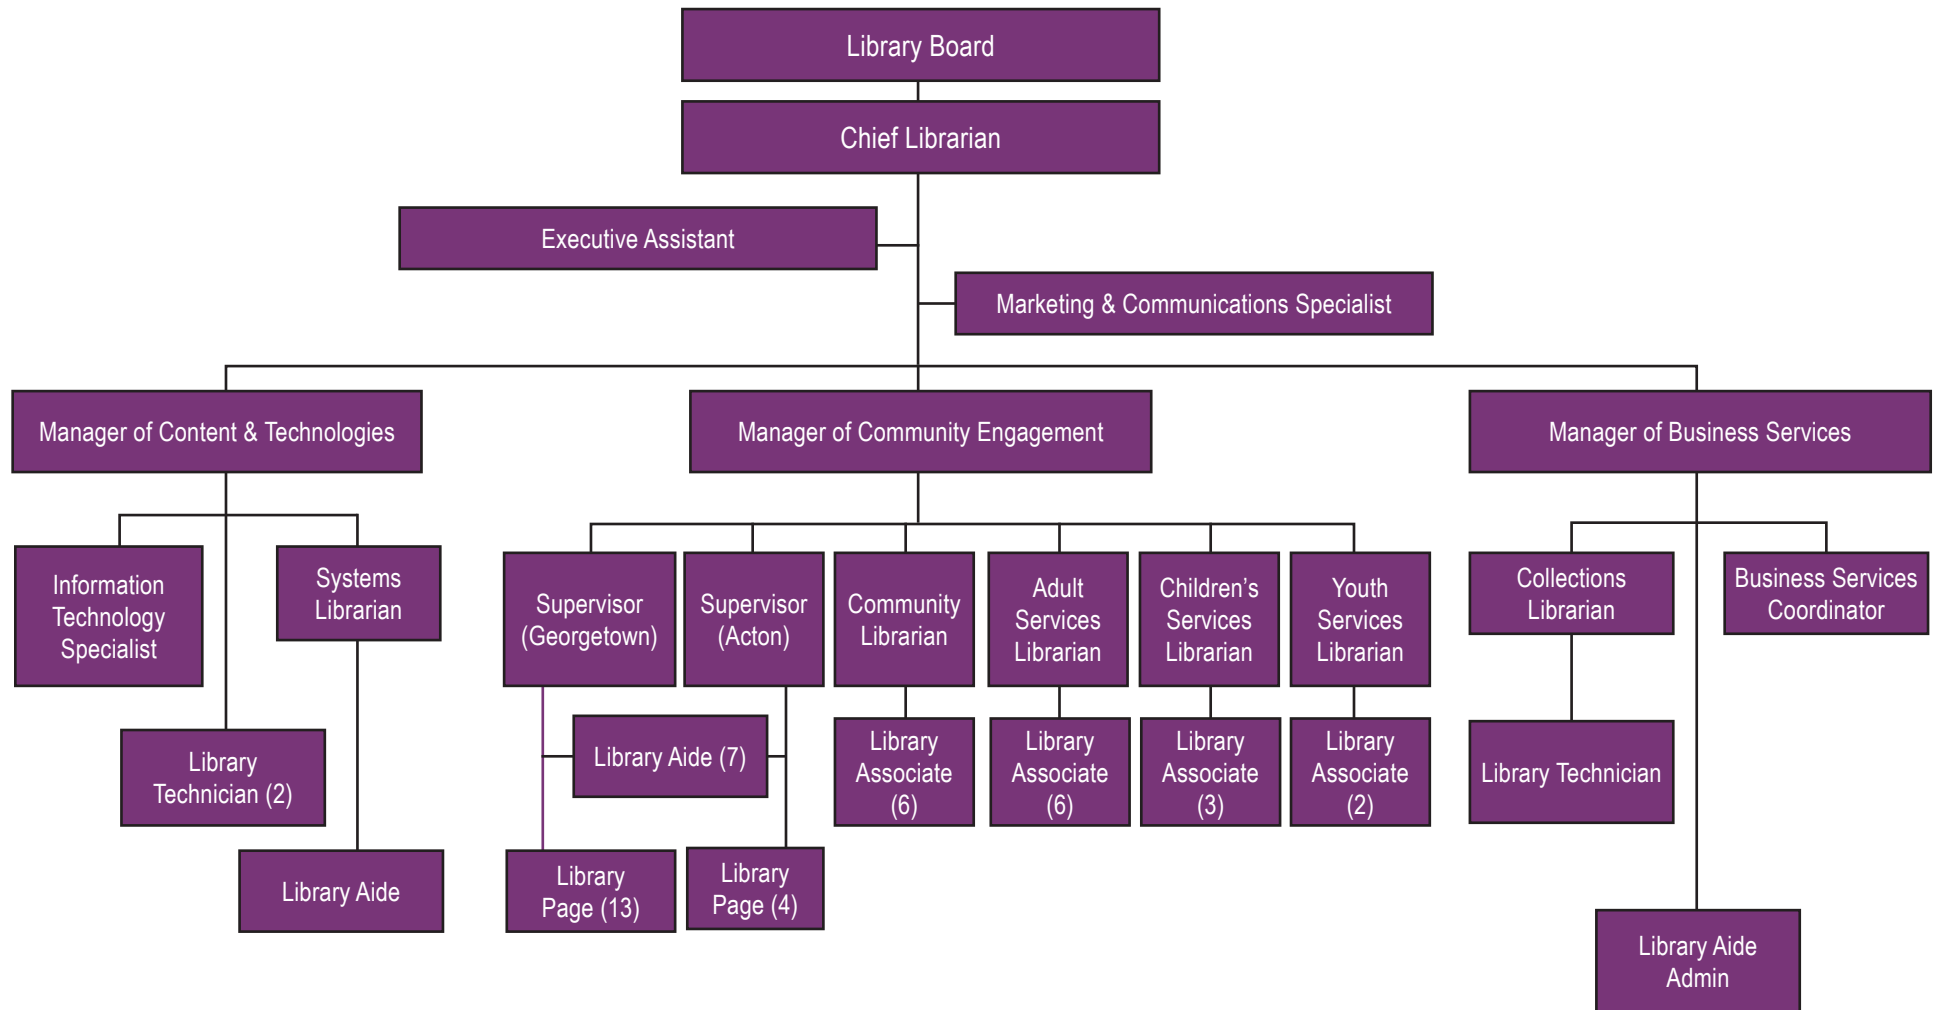 Library Board
Chief Librarian
Executive Assistant
Marketing & Communications Specialist
Manager of Content & Technologies
Manager of Community Engagement
Manager of Business Services
Information
Technology
Specialist
Systems
Librarian
Supervisor
(Georgetown)
Supervisor
(Acton)
Community
Librarian
Adult
Services
Librarian
Children’s
Services
Librarian
Youth
Services
Librarian
Collections
Librarian
Business Services
Coordinator
Library
Technician (2)
Library Aide (7)
Library
Associate
(6)
Library
Associate
(6)
Library
Associate
(3)
Library
Associate
(2)
Library Technician
Library Aide
Library
Page (13)
Library
Page (4)
Library Aide
Admin